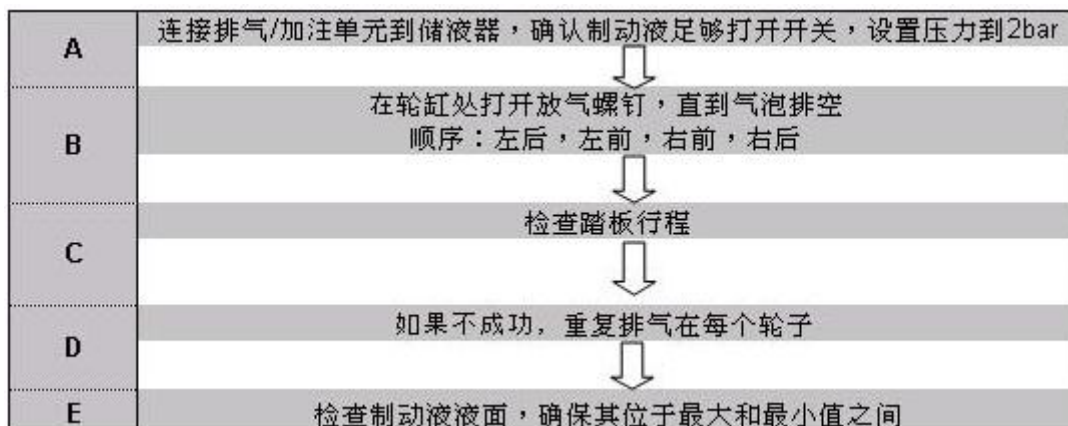 A
连接排气/加注单元到储液器，确认制动液足够打开开关，设置压力到2bar
B
在轮缸处打开放气螺钉，直到气泡排空
顺序：左后，左前，右前，右后
C
检查踏板行程
D
如果不成功，重复排气在每个轮子
E
检查制动液液面，确保其位于最大和最小值之间